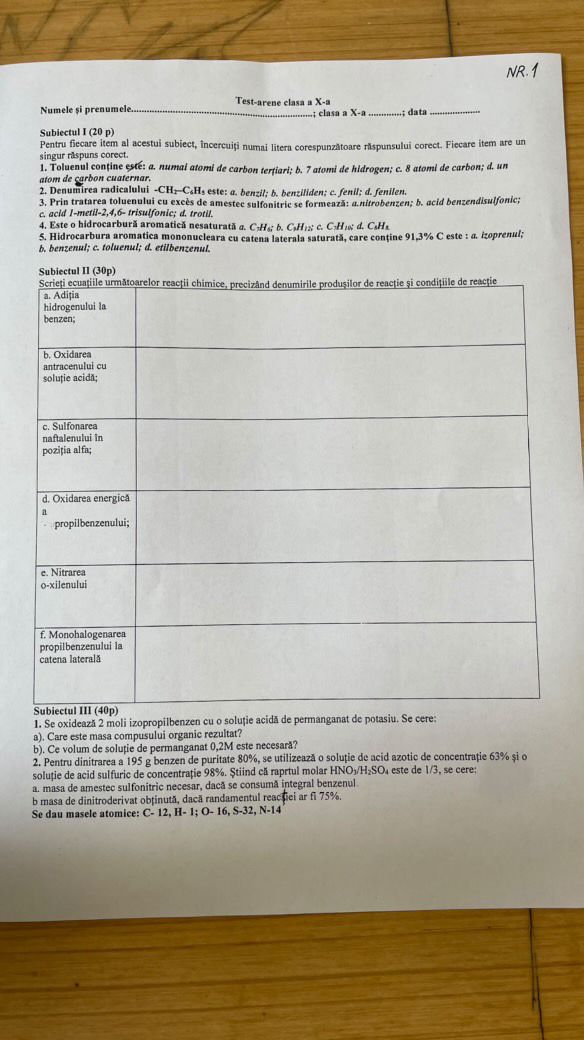 NR. 1
Test-arene clasa a X-a
Numele și prenumele.............................................................; clasa a X-a .............; data ...................
Subiectul I (20 p)
Pentru fiecare item al acestui subiect, încercuiți numai litera corespunzătoare răspunsului corect. Fiecare item are un
singur răspuns corect.
1. Toluenul conține este: a. numai atomi de carbon terțiari; b. 7 atomi de hidrogen; c. 8 atomi de carbon; d. un
atom de carbon cuaternar.
2. Denumirea radicalului -CH₂–C₆H₅ este: a. benzil; b. benziliden; c. fenil; d. fenilen.
3. Prin tratarea toluenului cu exces de amestec sulfonitric se formează: a.nitrobenzen; b. acid benzendisulfonic;
c. acid 1-metil-2,4,6- trisulfonic; d. trotil.
4. Este o hidrocarbură aromatică nesaturată a. C₇H₈; b. C₉H₁₂; c. C₇H₁₆; d. C₈H₈
5. Hidrocarbura aromatica mononucleara cu catena laterala saturată, care conține 91,3% C este : a. izoprenul;
b. benzenul; c. toluenul; d. etilbenzenul.
Subiectul II (30p)
Scrieți ecuațiile următoarelor reacții chimice, precizând denumirile produșilor de reacție și condițiile de reacție
a. Adiția
hidrogenului la
benzen;
b. Oxidarea
antracenului cu
soluție acidă;
c. Sulfonarea
naftalenului în
poziția alfa;
d. Oxidarea energică
a
propilbenzenului;
e. Nitrarea
o-xilenului
f. Monohalogenarea
propilbenzenului la
catena laterală
Subiectul III (40p)
1. Se oxidează 2 moli izopropilbenzen cu o soluție acidă de permanganat de potasiu. Se cere:
a). Care este masa compusului organic rezultat?
b). Ce volum de soluție de permanganat 0,2M este necesară?
2. Pentru dinitrarea a 195 g benzen de puritate 80%, se utilizează o soluție de acid azotic de concentrație 63% și o
soluție de acid sulfuric de concentrație 98%. Știind că raprtul molar HNO₃/H₂SO₄ este de 1/3, se cere:
a. masa de amestec sulfonitric necesar, dacă se consumă integral benzenul.
b masa de dinitroderivat obținută, dacă randamentul reacției ar fi 75%.
Se dau masele atomice: C- 12, H- 1; O- 16, S-32, N-14